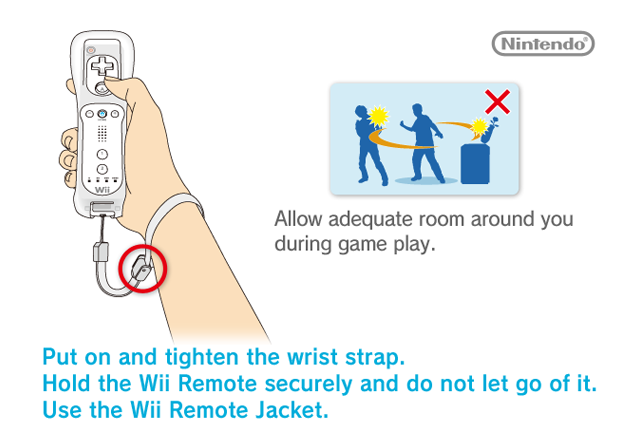 Nintendo®
Wii
Allow adequate room around you
during game play.
Put on and tighten the wrist strap.
Hold the Wii Remote securely and do not let go of it.
Use the Wii Remote Jacket.